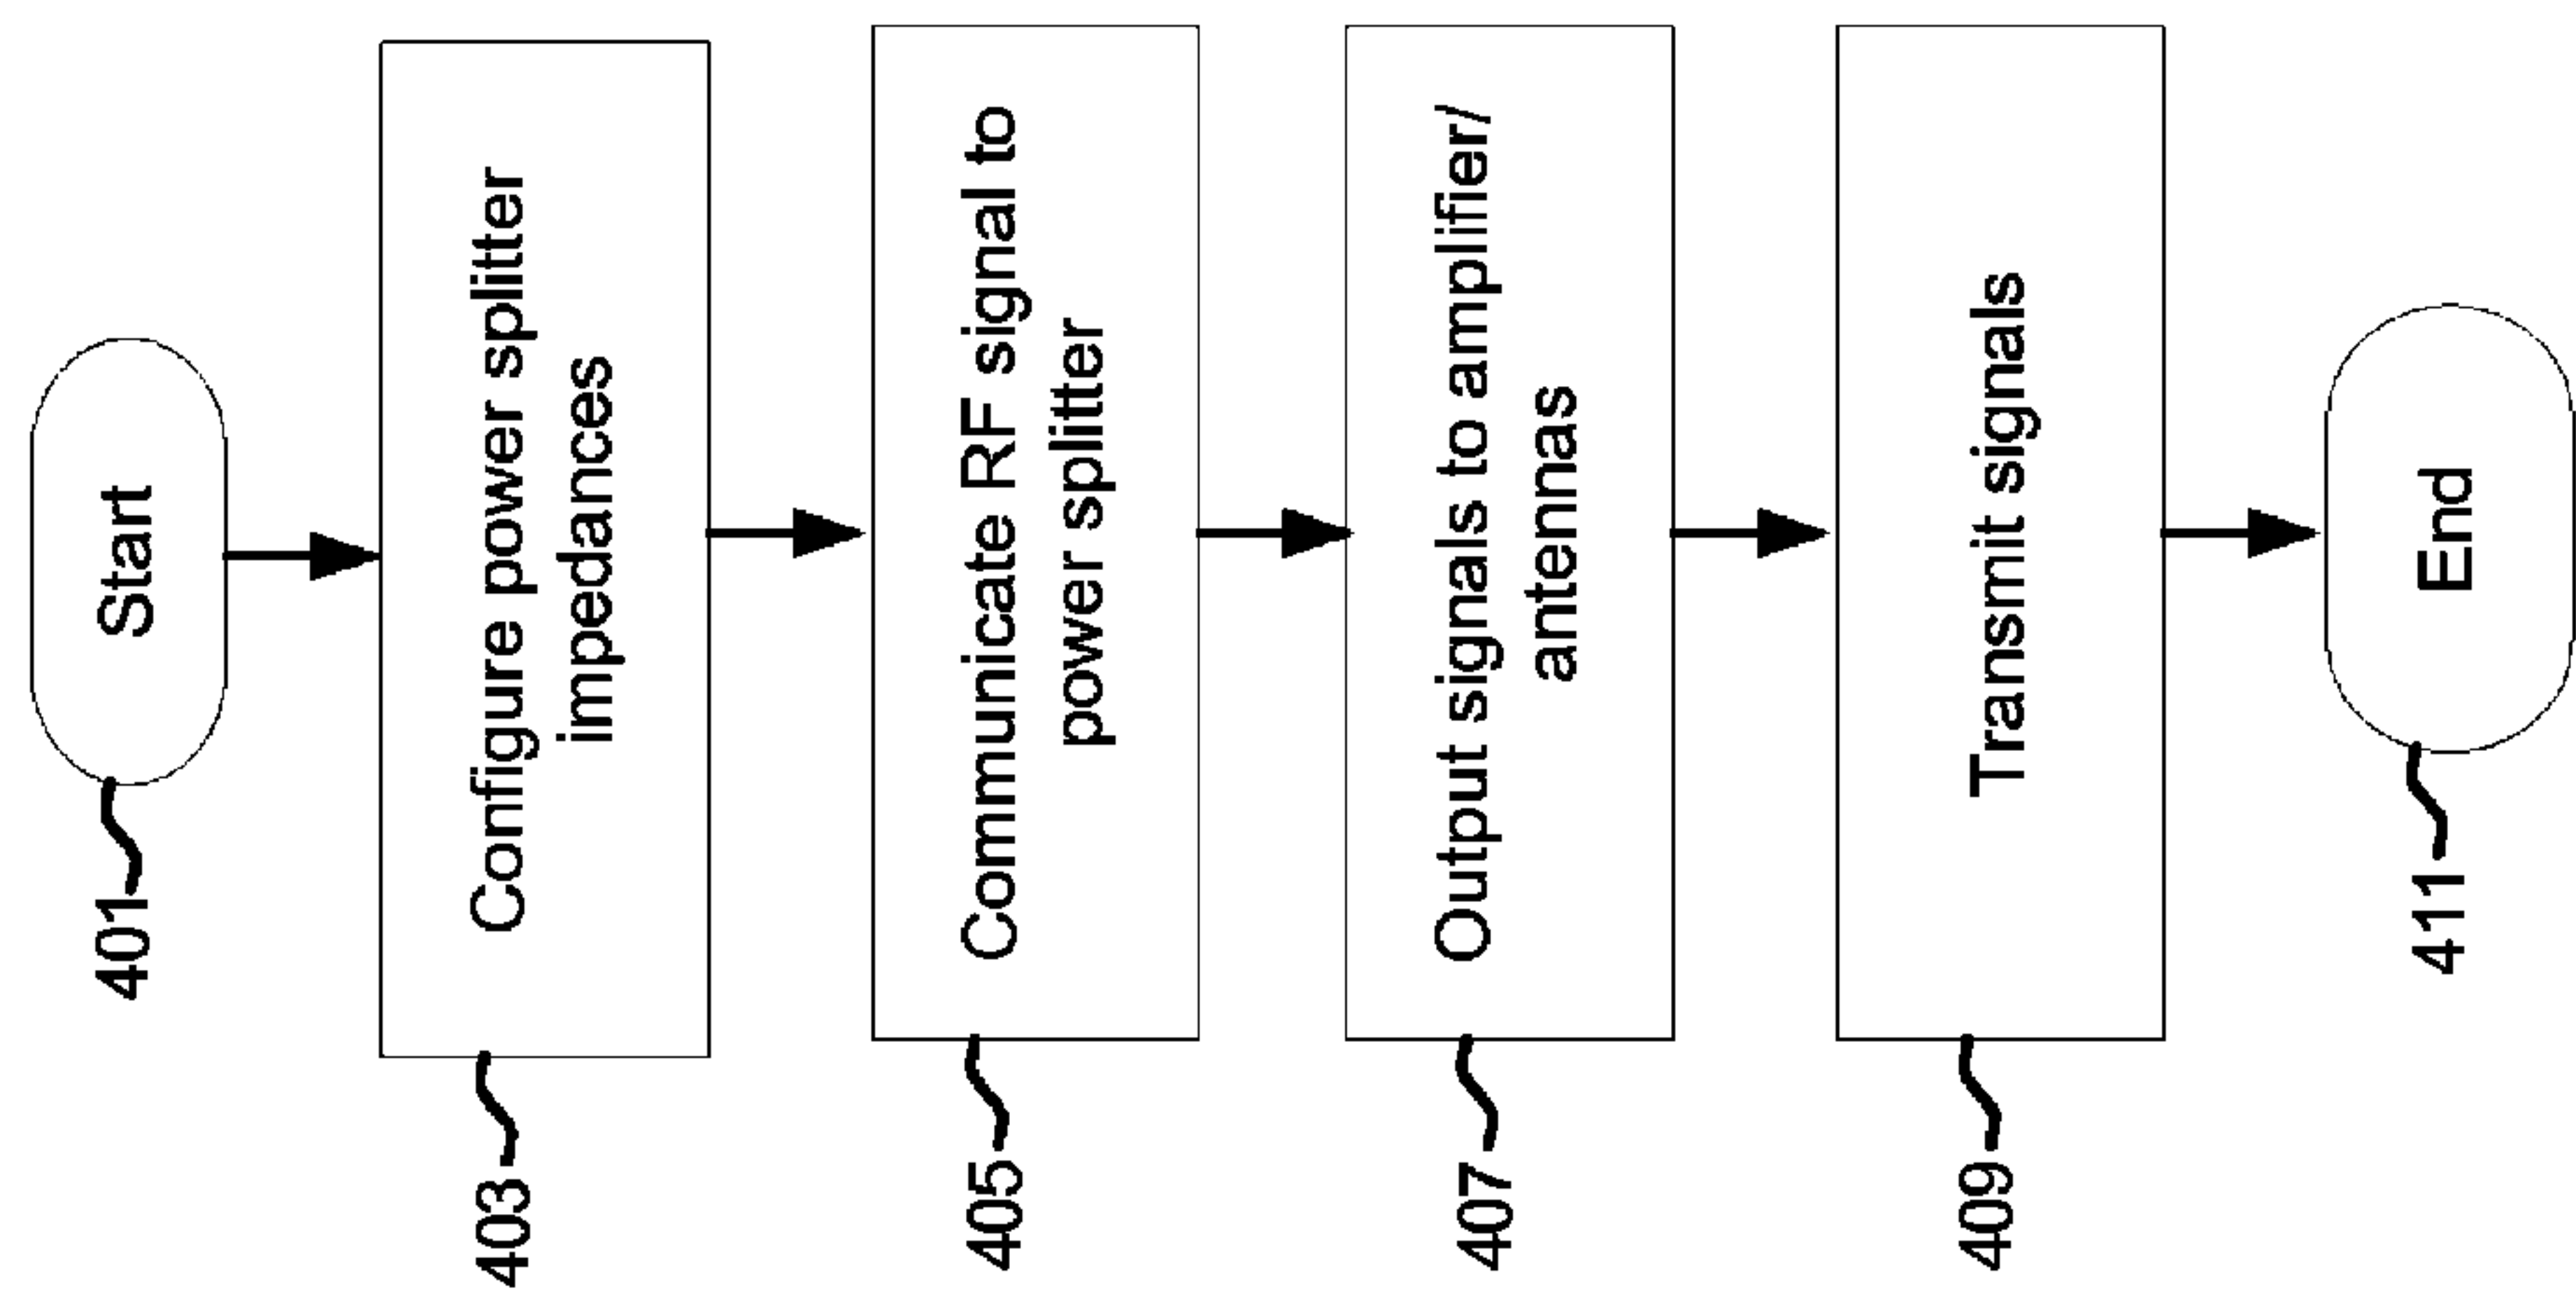 401
Start
403
Configure power splitter
impedances
405
Communicate RF signal to
power splitter
407
Output signals to amplifier/
antennas
409
Transmit signals
411
End